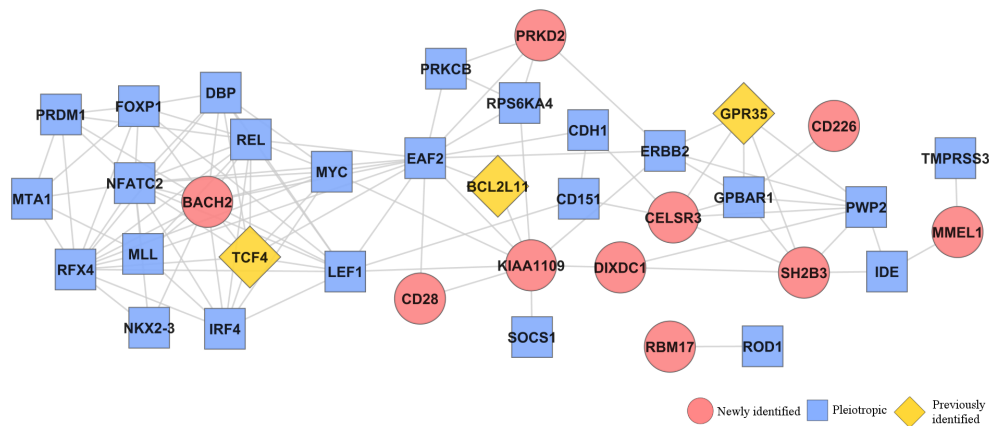 PRKD2
PRKCB
DBP
FOXP1
PRDM1
RPS6KA4
GPR35
CD226
REL
CDH1
ERBB2
TMPRSS3
EAF2
MYC
NFATC2
BCL2L11
MTA1
BACH2
CD151
GPBAR1
PWP2
CELSR3
MMEL1
MLL
TCF4
RFX4
LEF1
KIAA1109
DIXDC1
SH2B3
IDE
CD28
NKX2-3
IRF4
SOCS1
RBM17
ROD1
Newly identified
Pleiotropic
Previously
identified